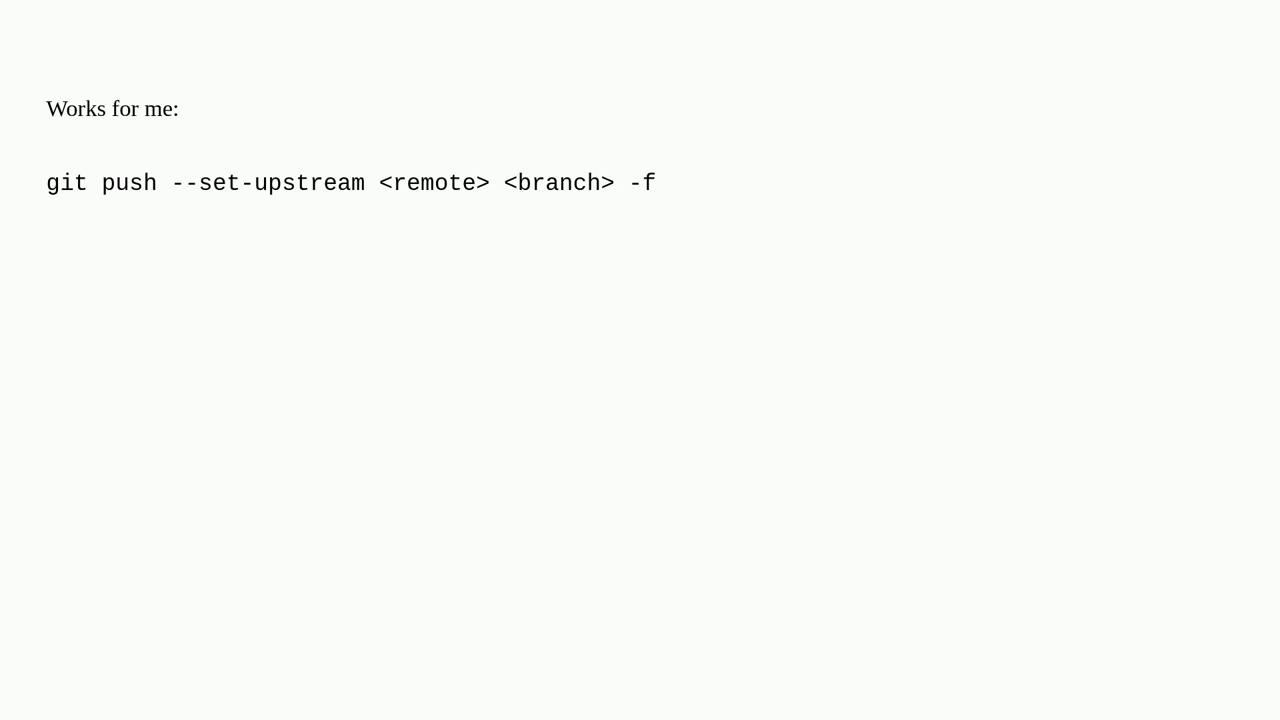 Works for me:
git push --set-upstream <remote> <branch> -f